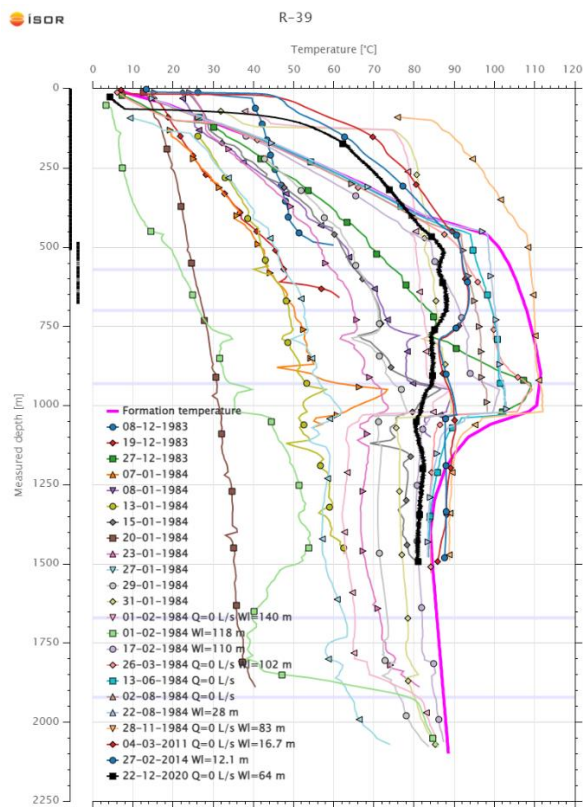 ÍSOR
R-39
Temperature [°C]
0 10 20 30 40 50 60 70 80 90 100 110 120
Measured depth [m]
0
250
500
750
1000
1250
1500
1750
2000
2250
Formation temperature
08-12-1983
19-12-1983
27-12-1983
07-01-1984
08-01-1984
13-01-1984
15-01-1984
20-01-1984
23-01-1984
27-01-1984
29-01-1984
31-01-1984
01-02-1984 Q=0 L/s Wl=140 m
01-02-1984 Wl=118 m
17-02-1984 Wl=110 m
26-03-1984 Q=0 L/s Wl=102 m
13-06-1984 Q=0 L/s
02-08-1984 Q=0 L/s
22-08-1984 Wl=28 m
28-11-1984 Q=0 L/s Wl=83 m
04-03-2011 Q=0 L/s Wl=16.7 m
27-02-2014 Wl=12.1 m
22-12-2020 Q=0 L/s Wl=64 m